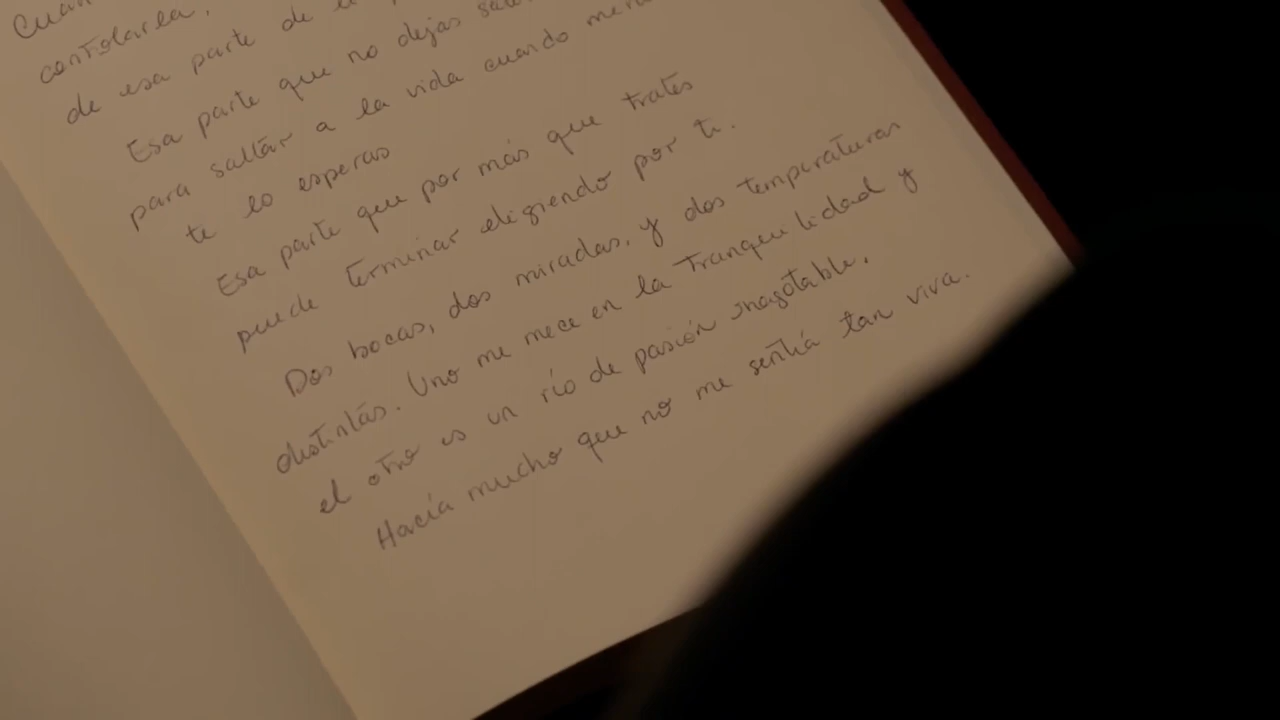 controlarla.
de esa parte de
Esa parte que no dejas
para saltar a la vida cuando
te lo esperas
Esa parte que por más que trates
puede terminar eligiendo por ti.
Dos bocas, dos miradas, y dos temperaturas
distintas. Uno me mece en la tranquilidad y
el otro es un río de pasión inagotable.
Hacía mucho que no me sentía tan viva.